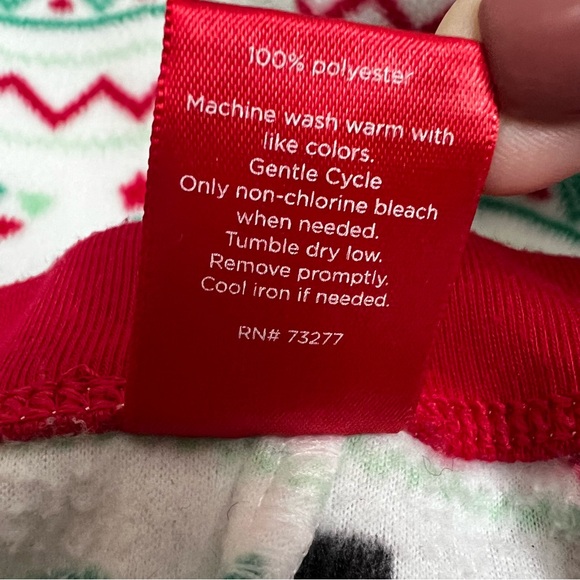 100% polyester
Machine wash warm with
like colors.
Gentle Cycle
Only non-chlorine bleach
when needed.
Tumble dry low.
Remove promptly.
Cool iron if needed.
RN# 73277